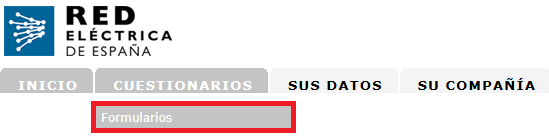 RED
ELÉCTRICA
DE ESPAÑA
INICIO CUESTIONARIOS SUS DATOS SU COMPAÑÍA
Formularios